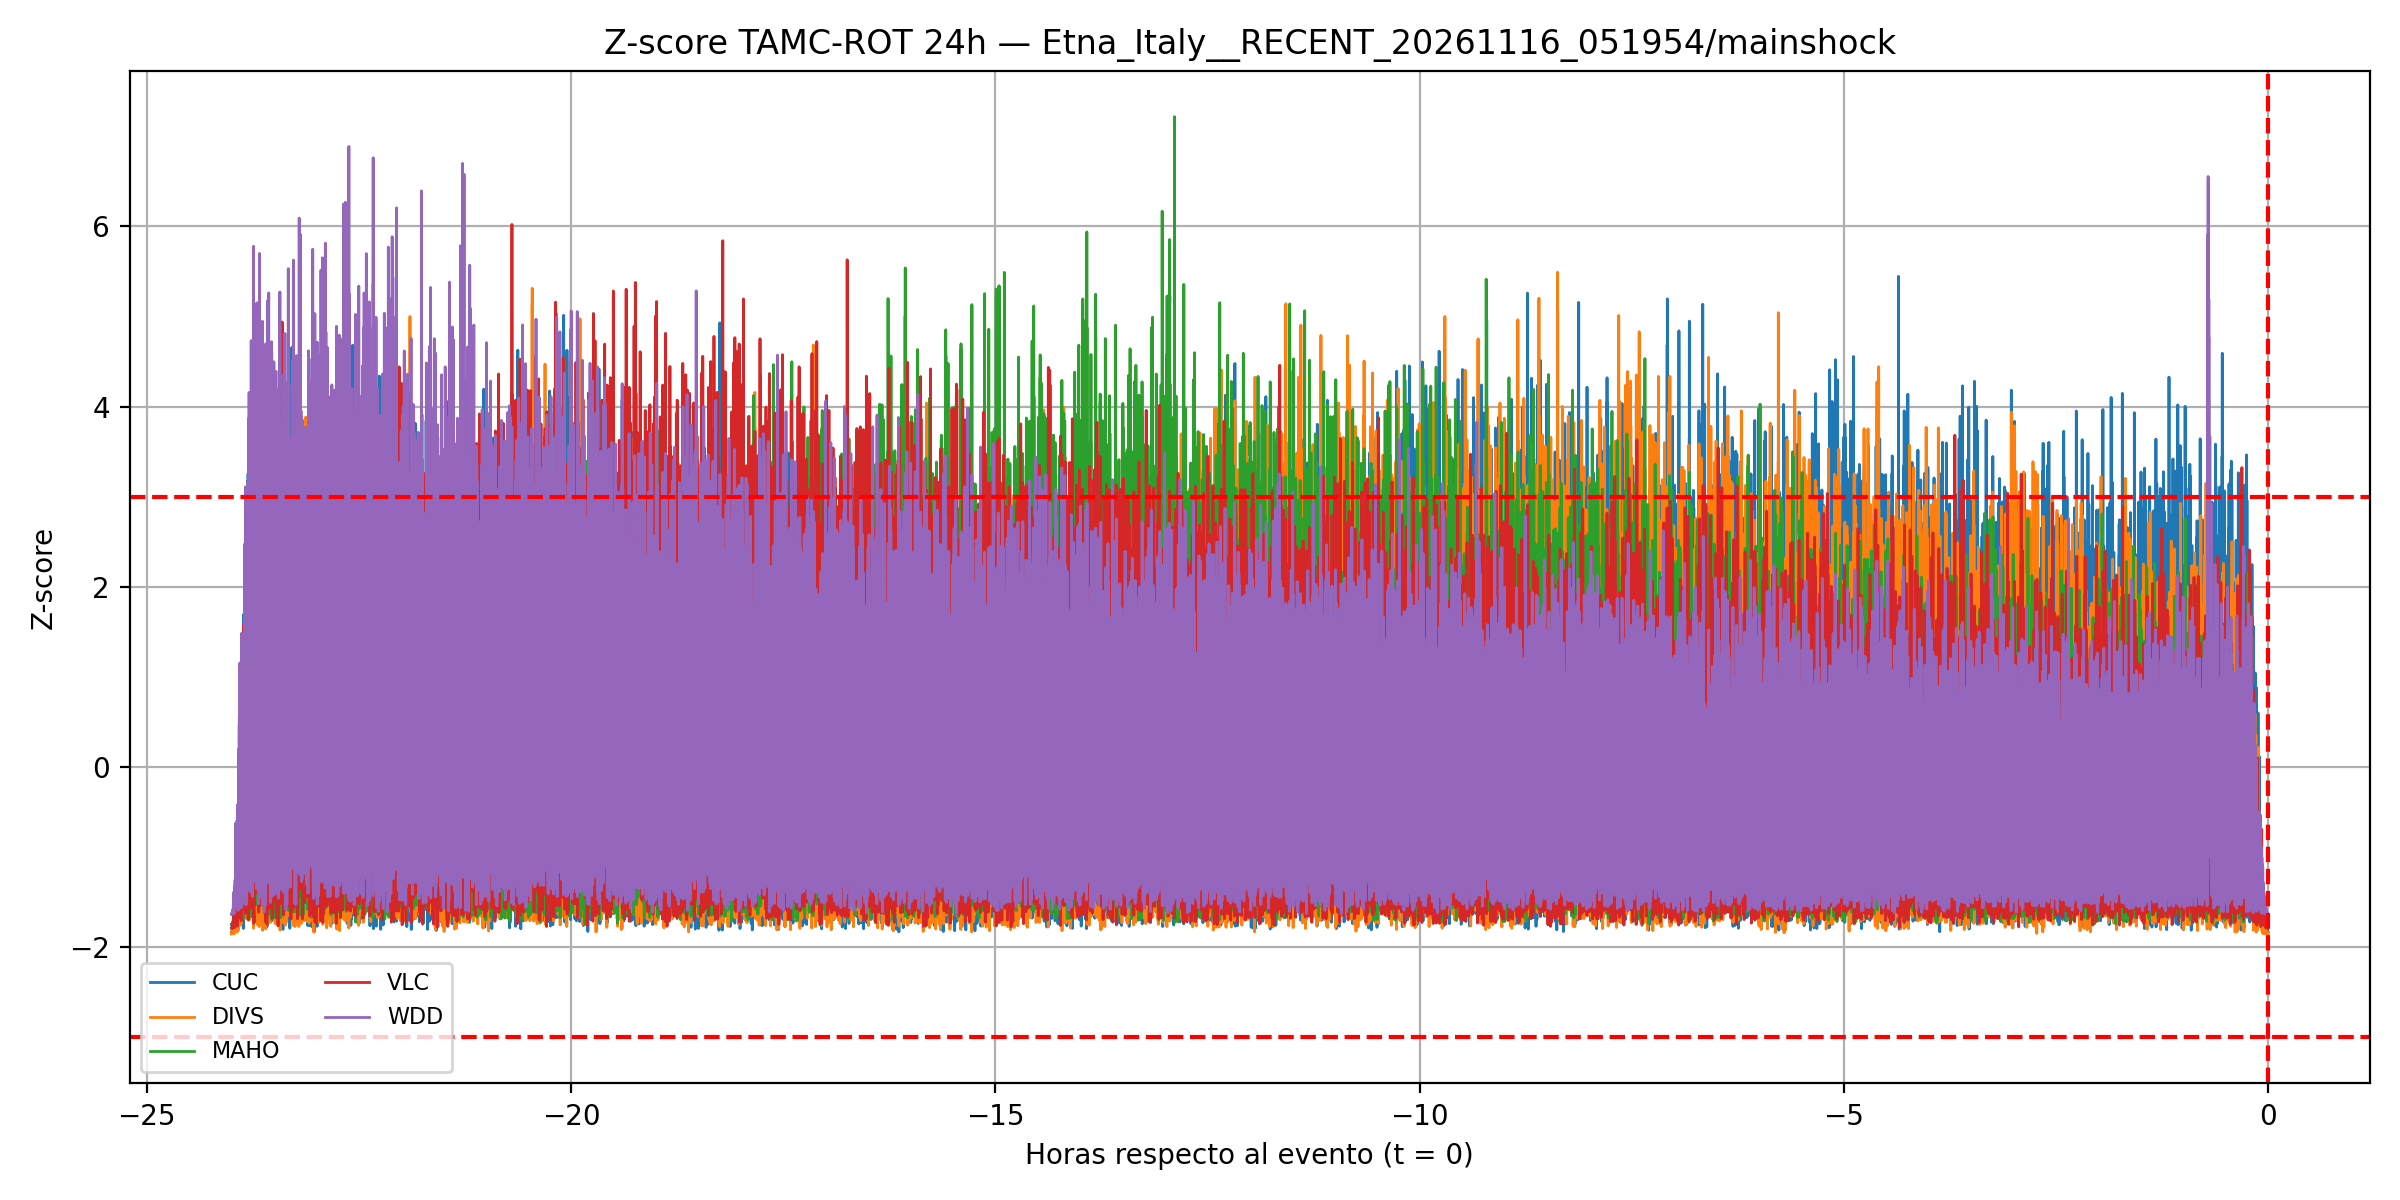 Z-score TAMC-ROT 24h — Etna_Italy__RECENT_20261116_051954/mainshock
Z-score
6
4
2
0
−2
CUC
DIVS
MAHO
VLC
WDD
−25
−20
−15
−10
−5
0
Horas respecto al evento (t = 0)